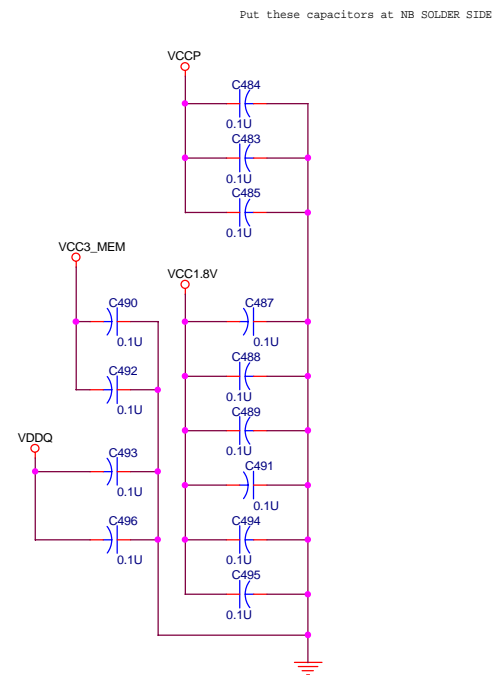 Put these capacitors at NB SOLDER SIDE
VCCP
C484
0.1U
C483
0.1U
C485
0.1U
VCC3_MEM
VCC1.8V
C490
0.1U
C487
0.1U
C492
0.1U
C488
0.1U
C489
0.1U
VDDQ
C493
0.1U
C491
0.1U
C496
0.1U
C494
0.1U
C495
0.1U